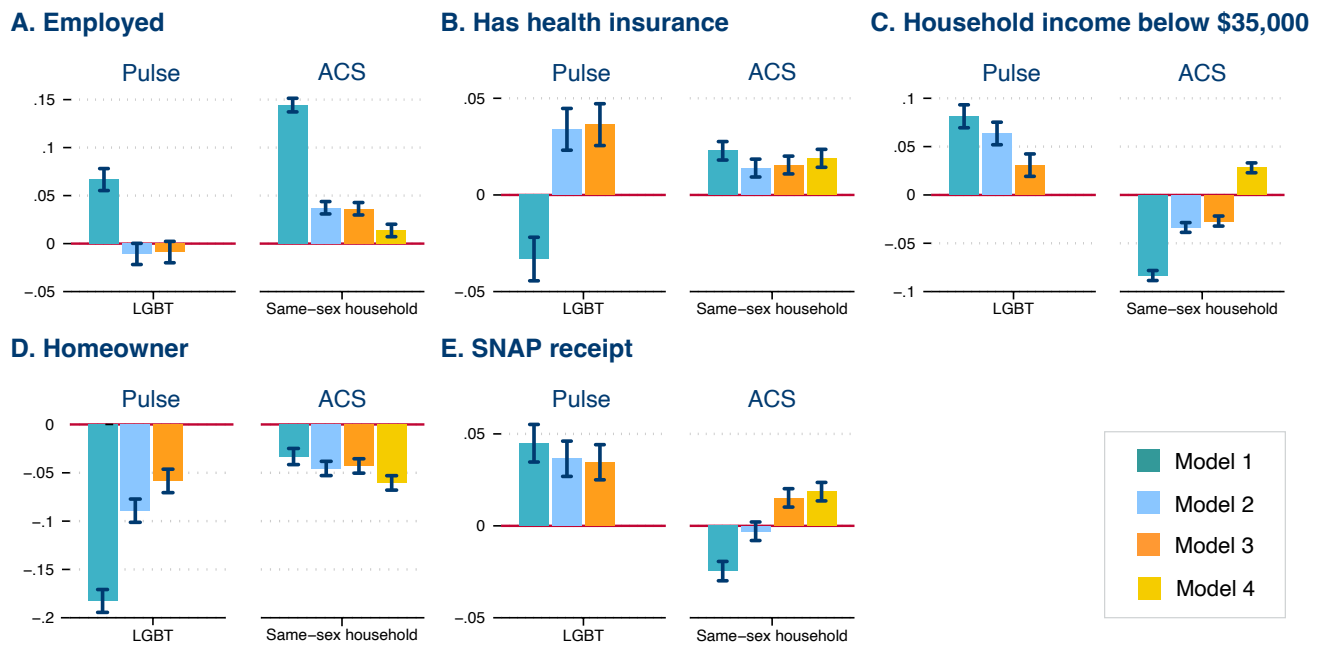 A. Employed
Pulse
ACS
.15
.1
.05
0
−.05
LGBT
Same−sex household
B. Has health insurance
Pulse
ACS
.05
0
−.05
LGBT
Same−sex household
C. Household income below $35,000
Pulse
ACS
.1
.05
0
−.05
−.1
LGBT
Same−sex household
D. Homeowner
Pulse
ACS
0
−.05
−.1
−.15
−.2
LGBT
Same−sex household
E. SNAP receipt
Pulse
ACS
.05
0
−.05
LGBT
Same−sex household
Model 1
Model 2
Model 3
Model 4